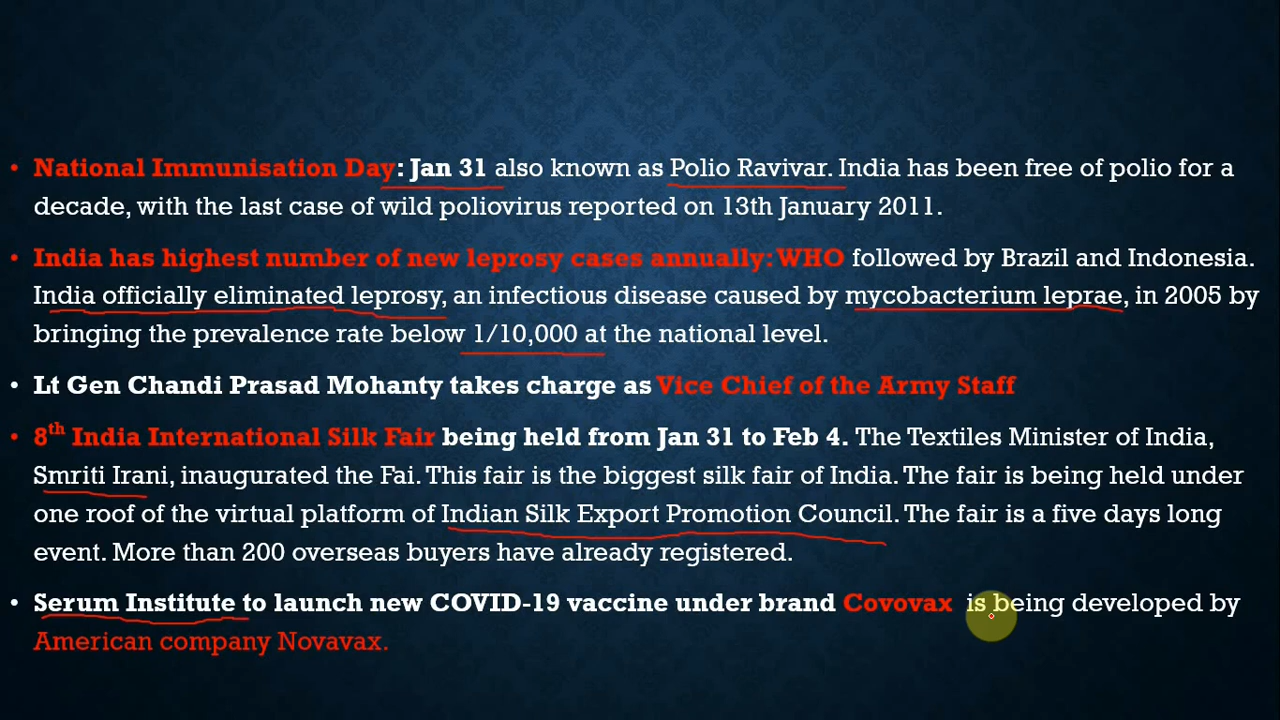 • National Immunisation Day: Jan 31 also known as Polio Ravivar. India has been free of polio for a
decade, with the last case of wild poliovirus reported on 13th January 2011.
• India has highest number of new leprosy cases annually: WHO followed by Brazil and Indonesia.
India officially eliminated leprosy, an infectious disease caused by mycobacterium leprae, in 2005 by
bringing the prevalence rate below 1/10,000 at the national level.
• Lt Gen Chandi Prasad Mohanty takes charge as Vice Chief of the Army Staff
• 8th India International Silk Fair being held from Jan 31 to Feb 4. The Textiles Minister of India,
Smriti Irani, inaugurated the Fai. This fair is the biggest silk fair of India. The fair is being held under
one roof of the virtual platform of Indian Silk Export Promotion Council. The fair is a five days long
event. More than 200 overseas buyers have already registered.
• Serum Institute to launch new COVID-19 vaccine under brand Covovax is being developed by
American company Novavax.